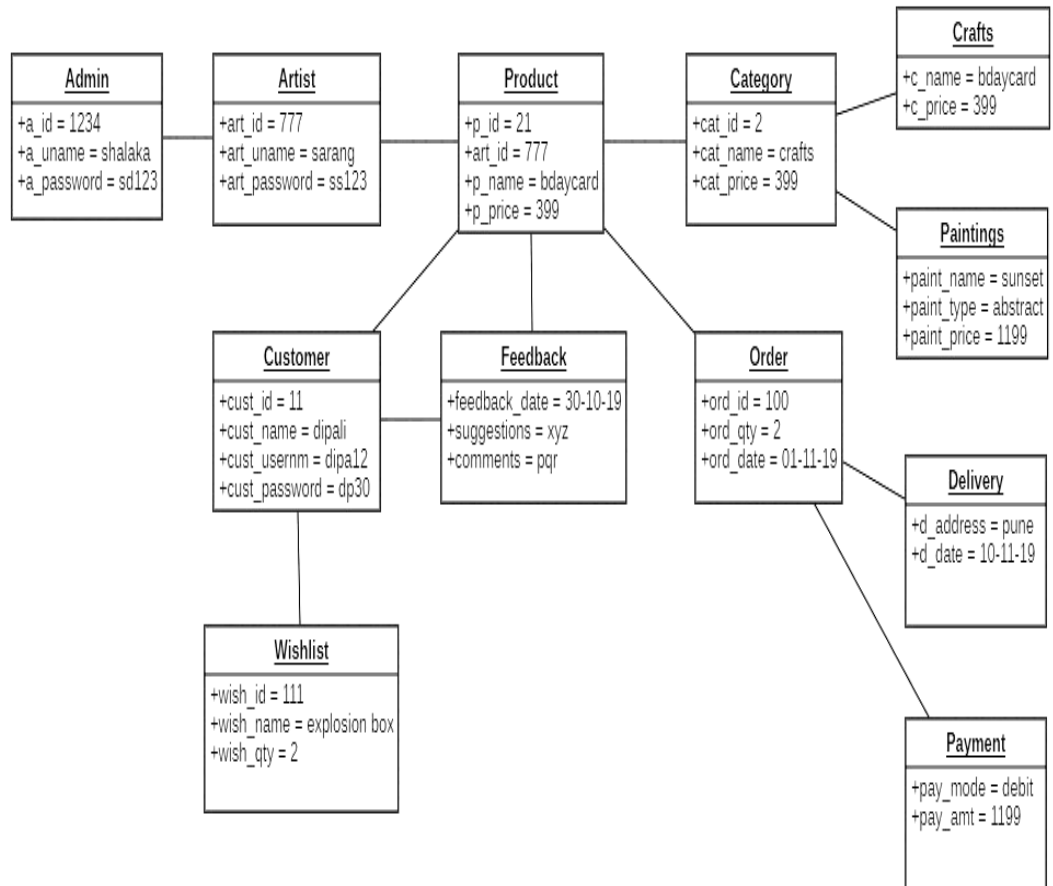 Admin
+a_id = 1234
+a_uname = shalaka
+a_password = sd123
Artist
+art_id = 777
+art_uname = sarang
+art_password = ss123
Product
+p_id = 21
+art_id = 777
+p_name = bdaycard
+p_price = 399
Category
+cat_id = 2
+cat_name = crafts
+cat_price = 399
Crafts
+c_name = bdaycard
+c_price = 399
Paintings
+paint_name = sunset
+paint_type = abstract
+paint_price = 1199
Customer
+cust_id = 11
+cust_name = dipali
+cust_usernm = dipa12
+cust_password = dp30
Feedback
+feedback_date = 30-10-19
+suggestions = xyz
+comments = pqr
Order
+ord_id = 100
+ord_qty = 2
+ord_date = 01-11-19
Delivery
+d_address = pune
+d_date = 10-11-19
Wishlist
+wish_id = 111
+wish_name = explosion box
+wish_qty = 2
Payment
+pay_mode = debit
+pay_amt = 1199